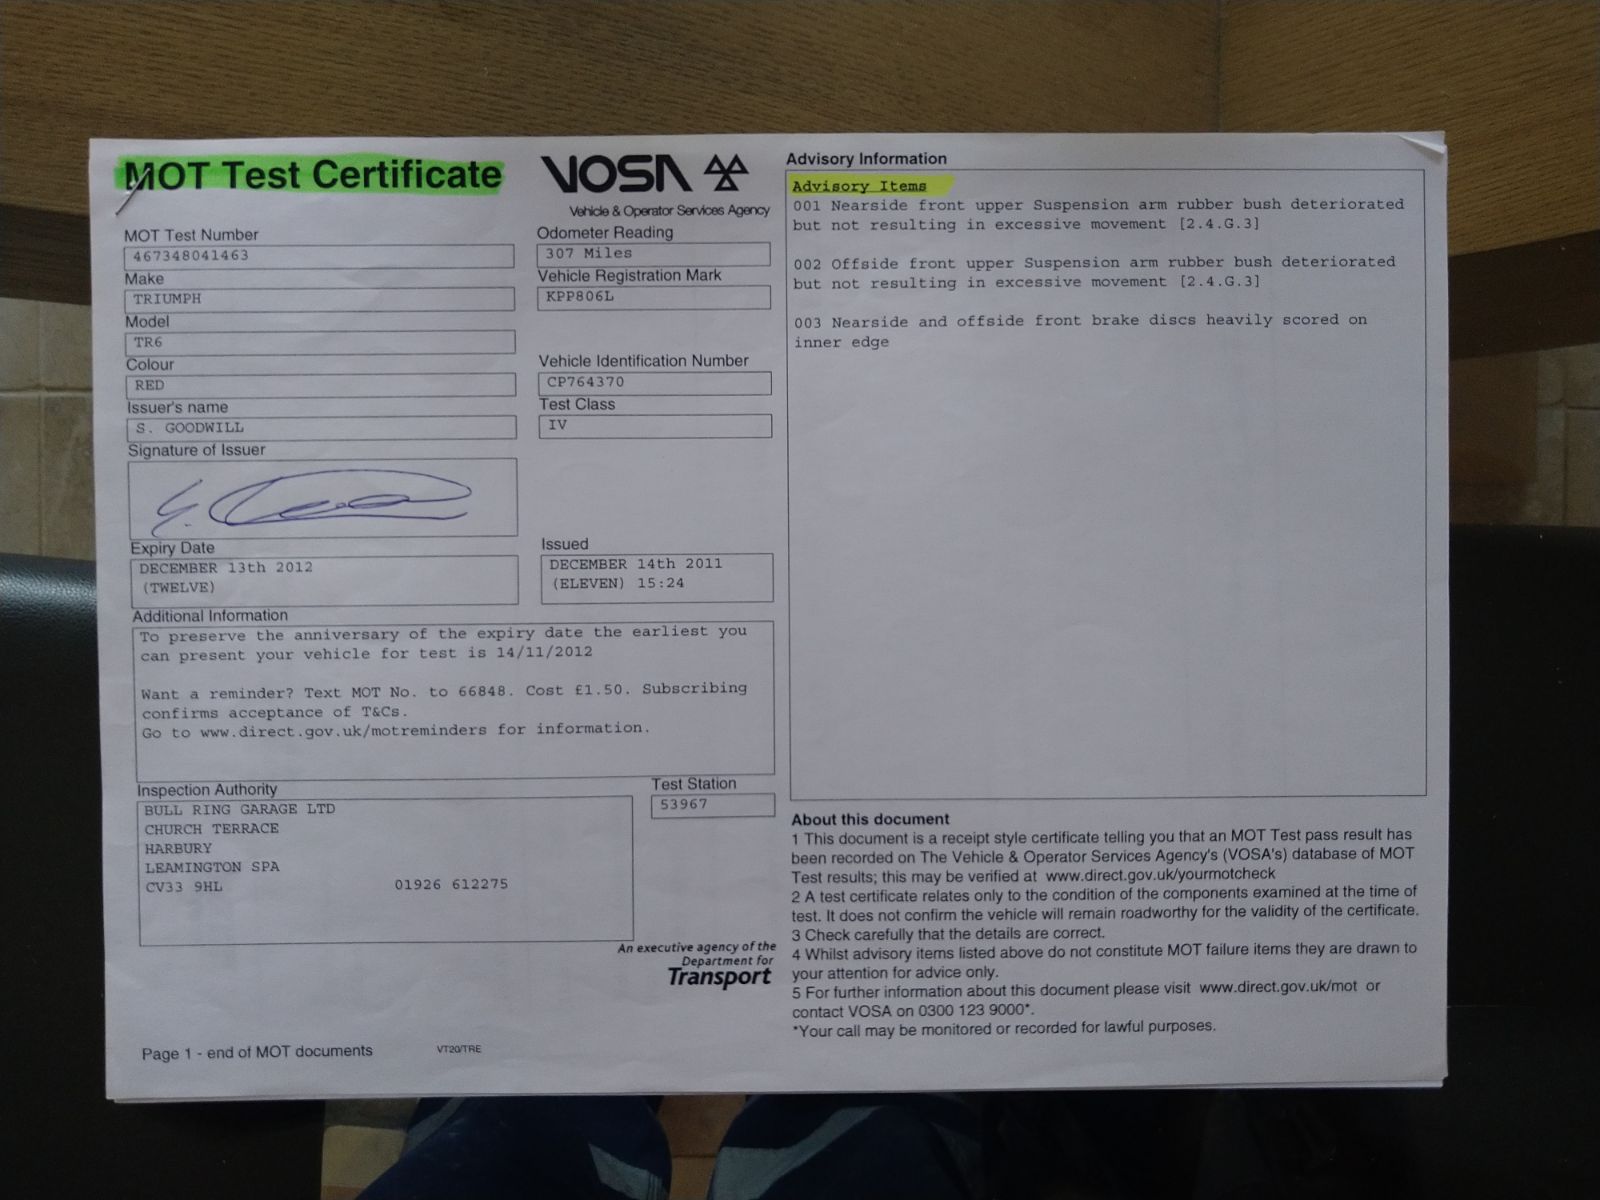 MOT Test Certificate
VOSA
Vehicle & Operator Services Agency
MOT Test Number
467348041463
Odometer Reading
307 Miles
Make
TRIUMPH
Vehicle Registration Mark
KPP806L
Model
TR6
Colour
RED
Vehicle Identification Number
CP764370
Issuer's name
S. GOODWILL
Test Class
IV
Signature of Issuer
Expiry Date
DECEMBER 13th 2012
(TWELVE)
Issued
DECEMBER 14th 2011
(ELEVEN) 15:24
Additional Information
To preserve the anniversary of the expiry date the earliest you
can present your vehicle for test is 14/11/2012
Want a reminder? Text MOT No. to 66848. Cost £1.50. Subscribing
confirms acceptance of T&Cs.
Go to www.direct.gov.uk/motreminders for information.
Inspection Authority
BULL RING GARAGE LTD
CHURCH TERRACE
HARBURY
LEAMINGTON SPA
CV33 9HL 01926 612275
Test Station
53967
An executive agency of the
Department for
Transport
Page 1 - end of MOT documents VT20/TRE
Advisory Information
Advisory Items
001 Nearside front upper Suspension arm rubber bush deteriorated
but not resulting in excessive movement [2.4.G.3]
002 Offside front upper Suspension arm rubber bush deteriorated
but not resulting in excessive movement [2.4.G.3]
003 Nearside and offside front brake discs heavily scored on
inner edge
About this document
1 This document is a receipt style certificate telling you that an MOT Test pass result has
been recorded on The Vehicle & Operator Services Agency's (VOSA's) database of MOT
Test results; this may be verified at www.direct.gov.uk/yourmotcheck
2 A test certificate relates only to the condition of the components examined at the time of
test. It does not confirm the vehicle will remain roadworthy for the validity of the certificate.
3 Check carefully that the details are correct.
4 Whilst advisory items listed above do not constitute MOT failure items they are drawn to
your attention for advice only.
5 For further information about this document please visit www.direct.gov.uk/mot or
contact VOSA on 0300 123 9000*.
*Your call may be monitored or recorded for lawful purposes.